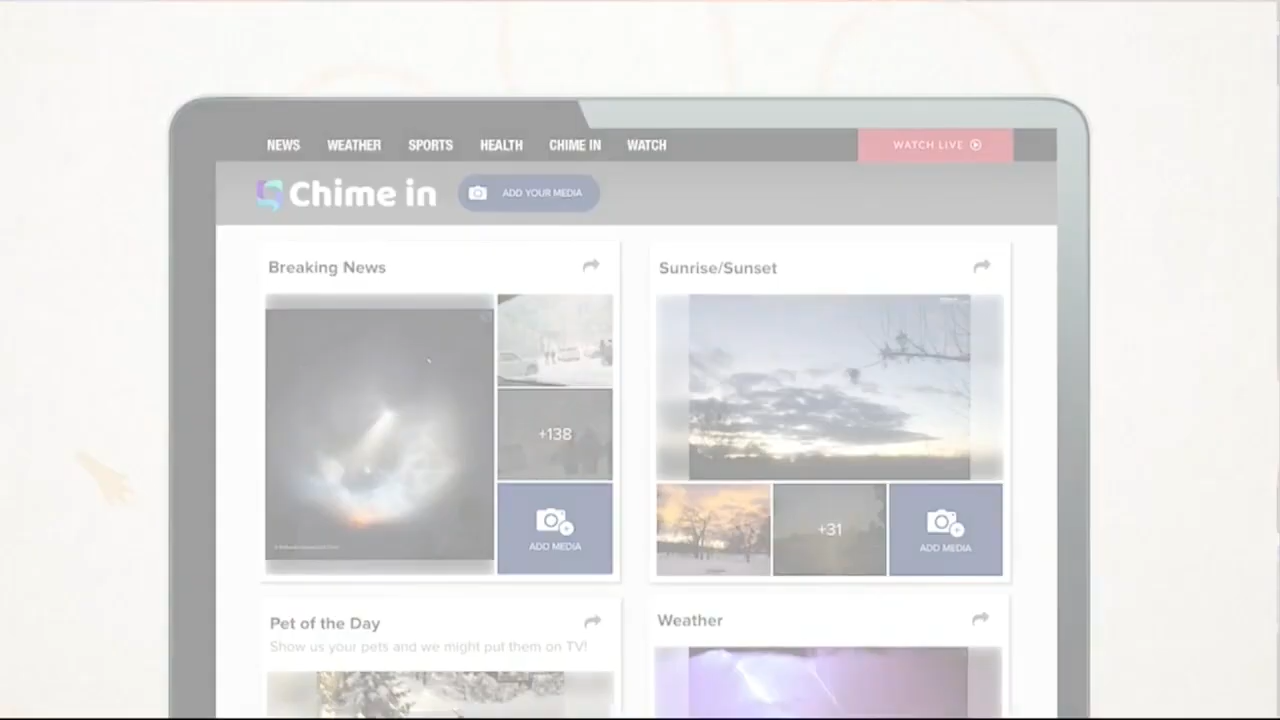 NEWS WEATHER SPORTS HEALTH CHIME IN WATCH WATCH LIVE
Chime in ADD YOUR MEDIA
Breaking News
+138
ADD MEDIA
Sunrise/Sunset
+31
ADD MEDIA
Pet of the Day
Show us your pets and we might put them on TV!
Weather